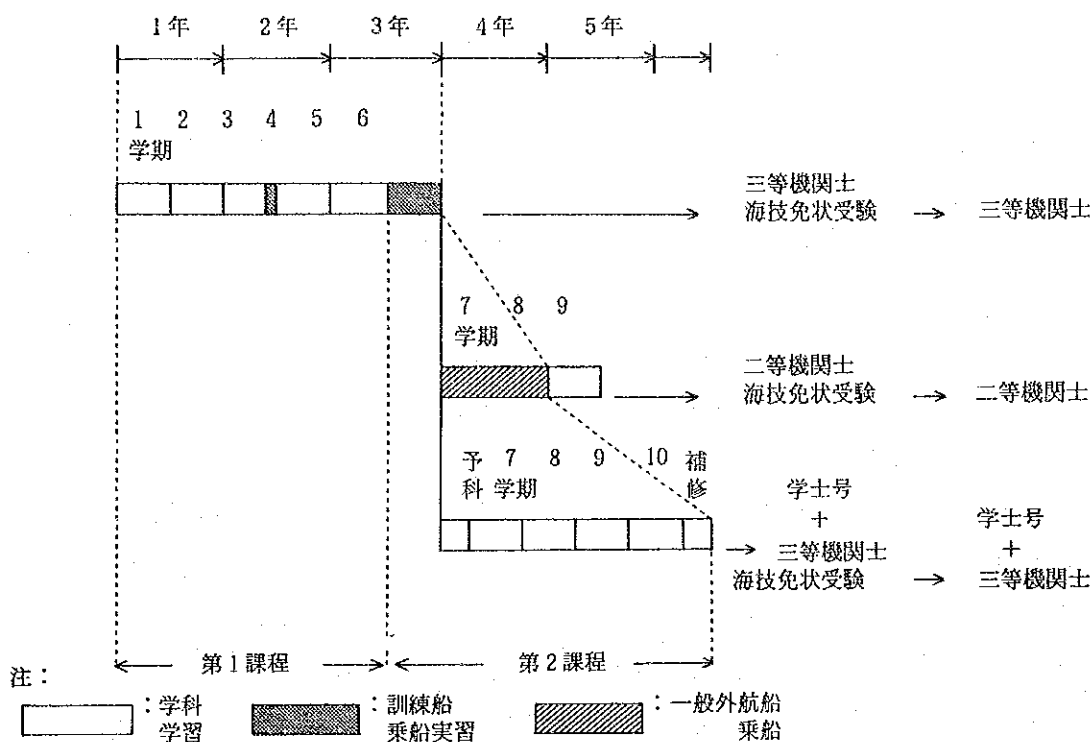 1年 2年 3年 4年 5年
1 2 3 4 5 6
学期
三等機関士
海技免状受験 三等機関士
7 8 9
学期
二等機関士
海技免状受験 二等機関士
予科 7 8 9 10 補修
学期
学士号
+
三等機関士
海技免状受験
学士号
+
三等機関士
第1課程 第2課程
注：
：学科
学習
：訓練船
乗船実習
：一般外航船
乗船